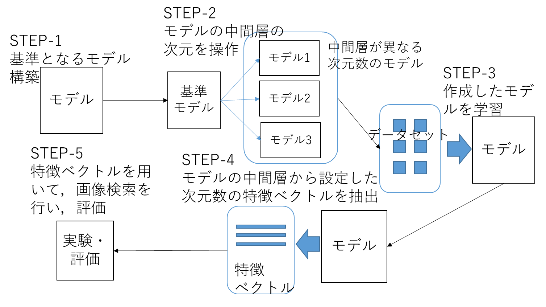 STEP-1
基準となるモデル
構築
モデル
STEP-2
モデルの中間層の
次元を操作
基準
モデル
モデル1
モデル2
モデル3
中間層が異なる
次元数のモデル
データセット
STEP-3
作成したモデ
ルを学習
モデル
STEP-4
モデルの中間層から設定した
次元数の特徴ベクトルを抽出
モデル
特徴
ベクトル
STEP-5
特徴ベクトルを用
いて，画像検索を
行い，評価
実験・
評価